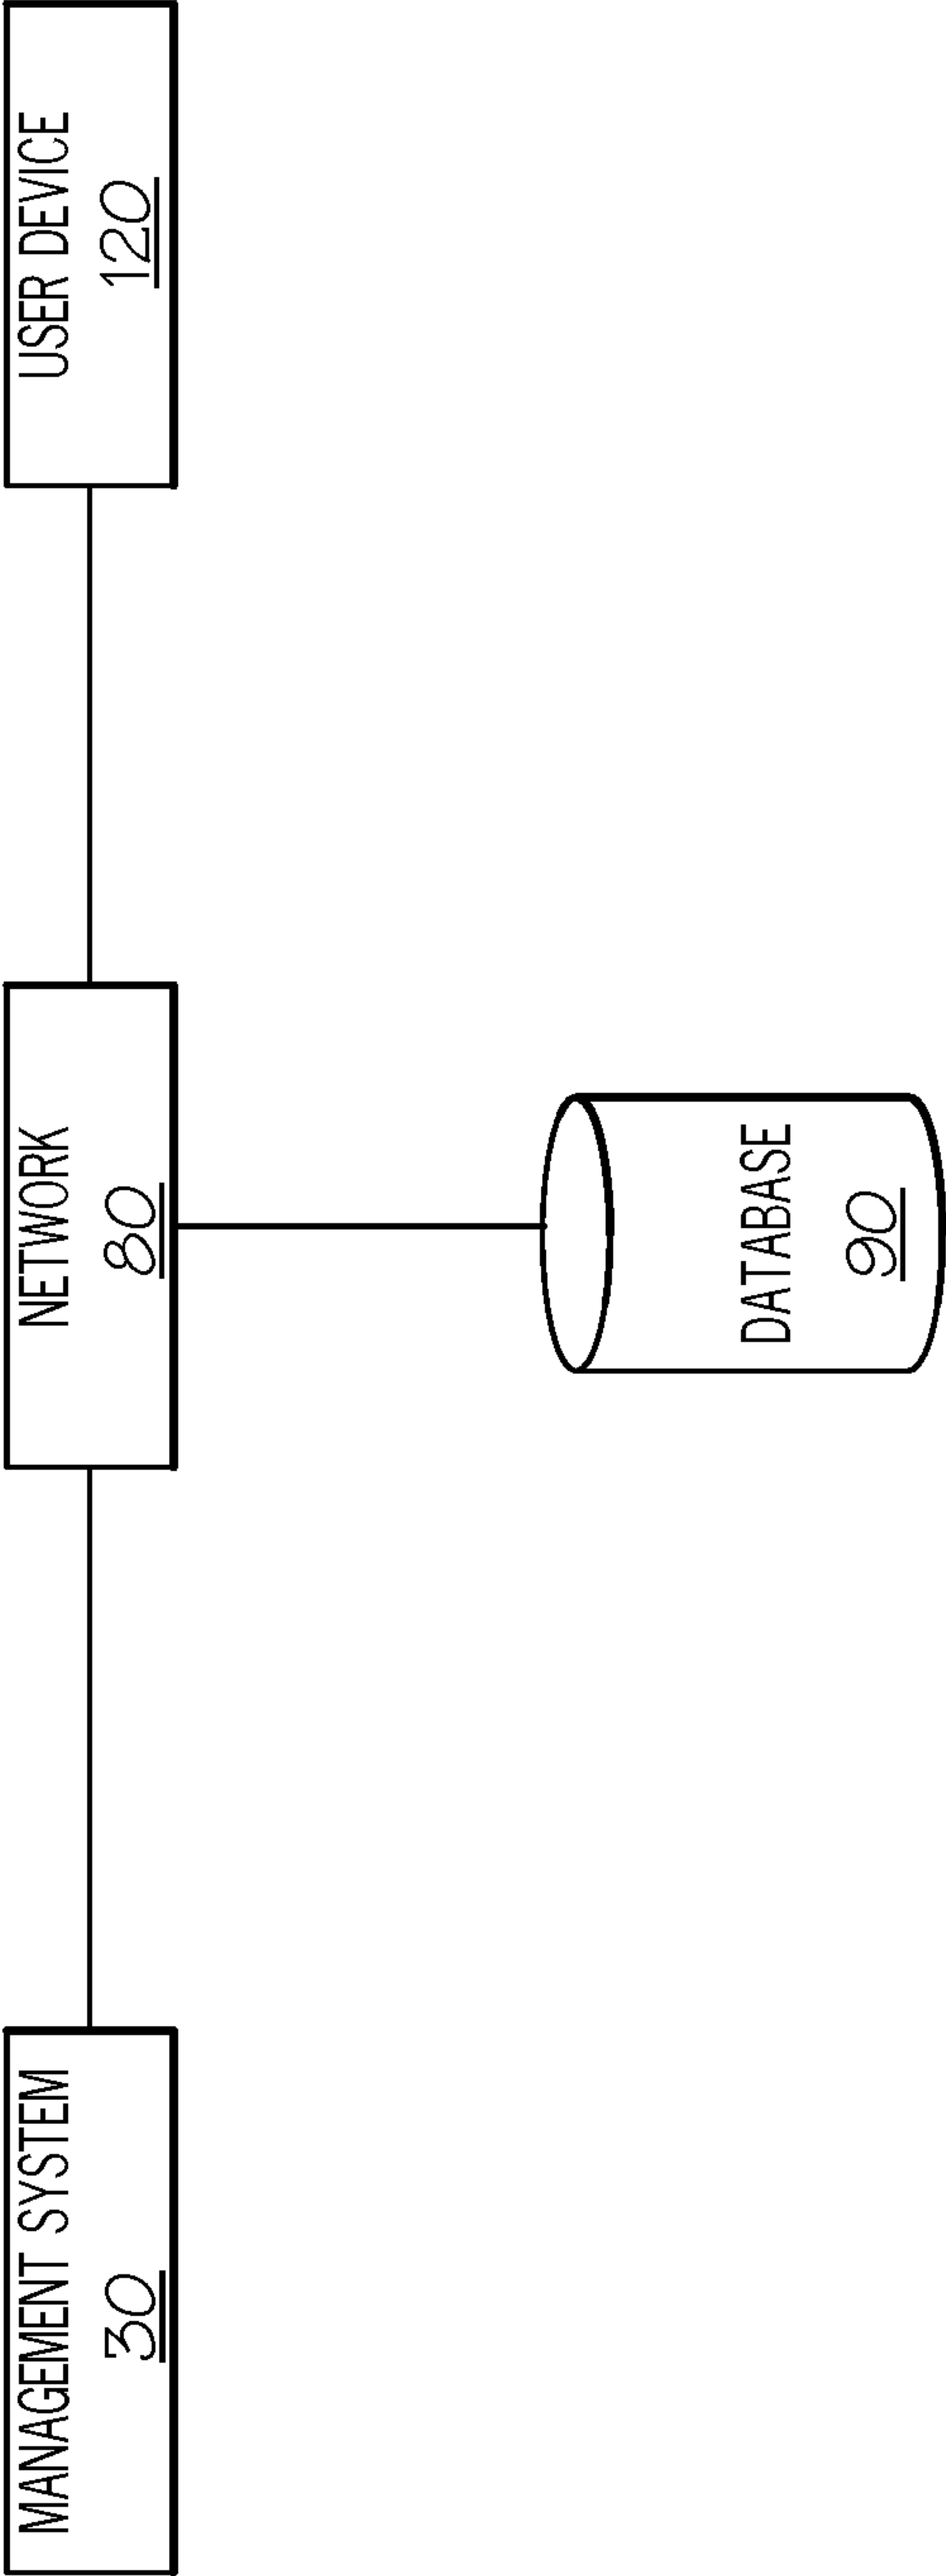 MANAGEMENT SYSTEM
30
NETWORK
80
USER DEVICE
120
DATABASE
90